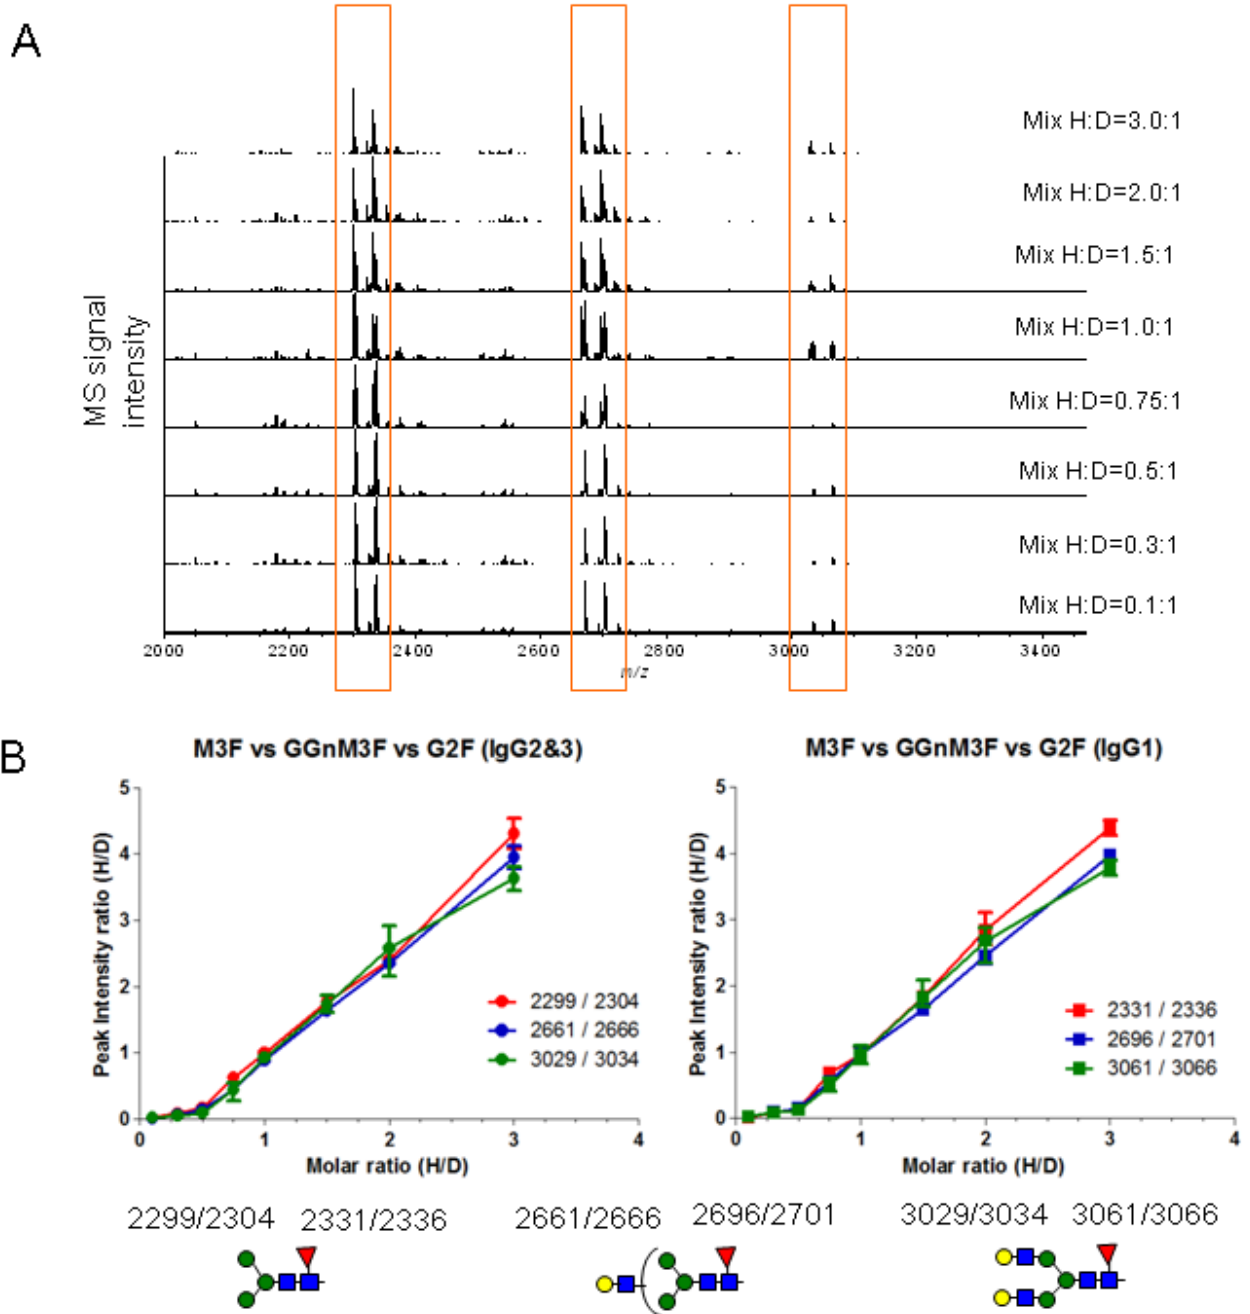 A
Mix H:D=3.0:1
Mix H:D=2.0:1
Mix H:D=1.5:1
Mix H:D=1.0:1
Mix H:D=0.75:1
Mix H:D=0.5:1
Mix H:D=0.3:1
Mix H:D=0.1:1
MS signal
intensity
2000 2200 2400 2600 2800 3000 3200 3400
m/z
B
M3F vs GGnM3F vs G2F (IgG2&3)
Peak Intensity ratio (H/D)
5
4
3
2
1
0
0 1 2 3 4
Molar ratio (H/D)
2299 / 2304
2661 / 2666
3029 / 3034
M3F vs GGnM3F vs G2F (IgG1)
Peak Intensity ratio (H/D)
5
4
3
2
1
0
0 1 2 3 4
Molar ratio (H/D)
2331 / 2336
2696 / 2701
3061 / 3066
2299/2304 2331/2336 2661/2666 2696/2701 3029/3034 3061/3066